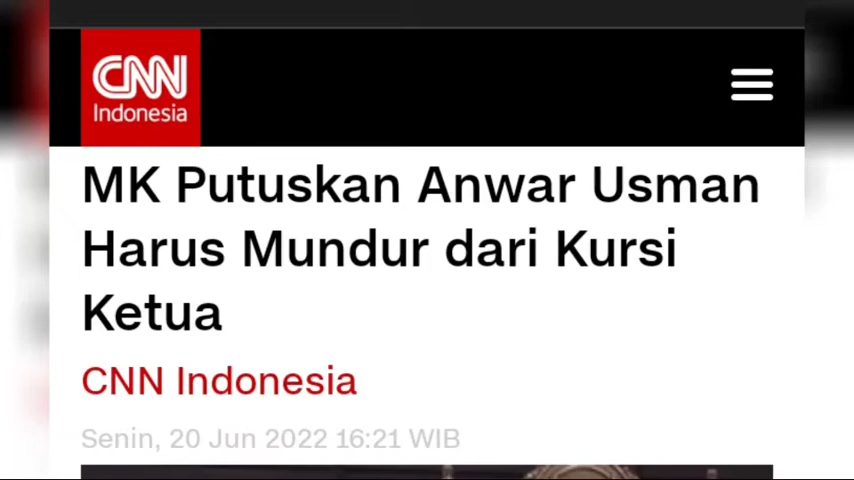 CNN
Indonesia
MK Putuskan Anwar Usman
Harus Mundur dari Kursi
Ketua
CNN Indonesia
Senin, 20 Jun 2022 16:21 WIB